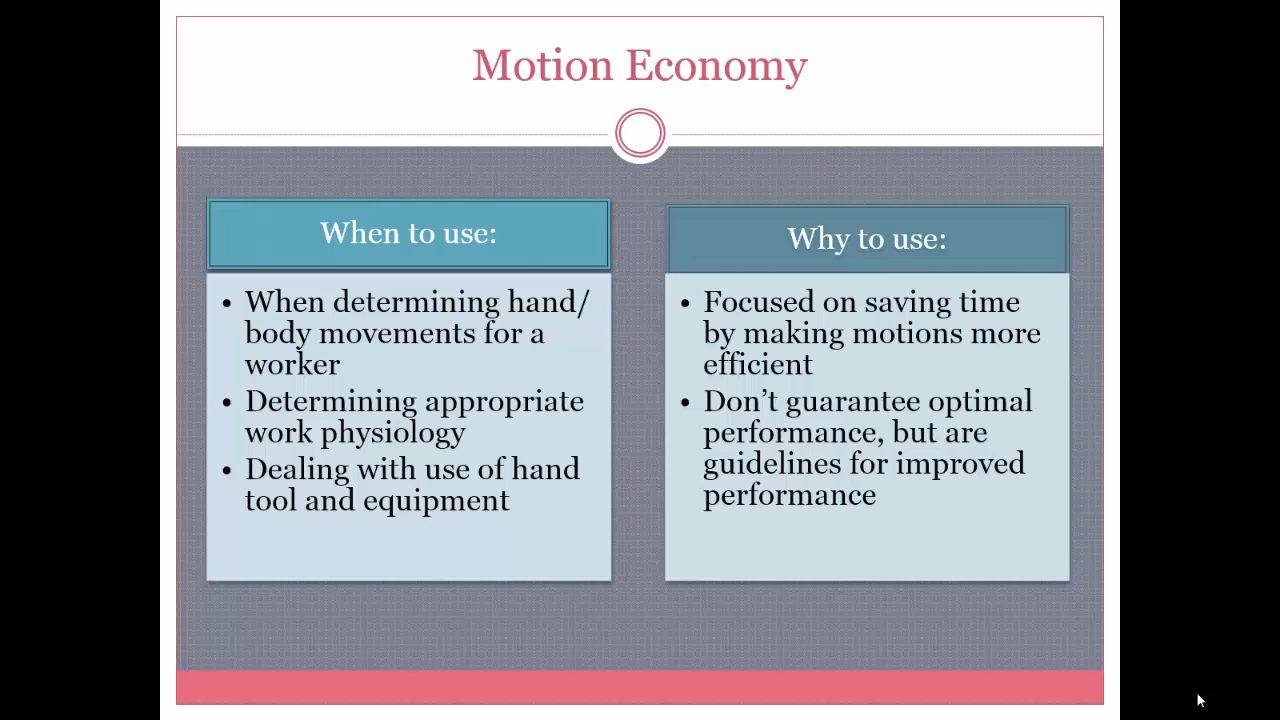 Motion Economy
When to use:
• When determining hand/
body movements for a
worker
• Determining appropriate
work physiology
• Dealing with use of hand
tool and equipment
Why to use:
• Focused on saving time
by making motions more
efficient
• Don’t guarantee optimal
performance, but are
guidelines for improved
performance